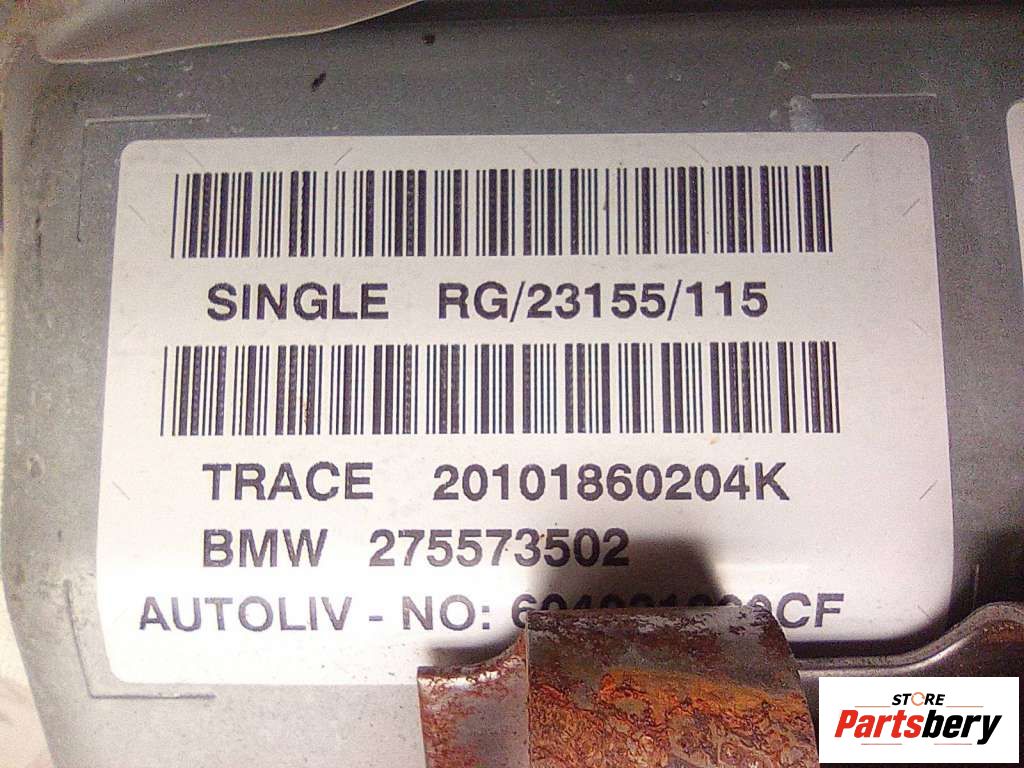 SINGLE RG/23155/115
TRACE 20101860204K
BMW 275573502
AUTOLIV - NO:
STORE
Partsbery